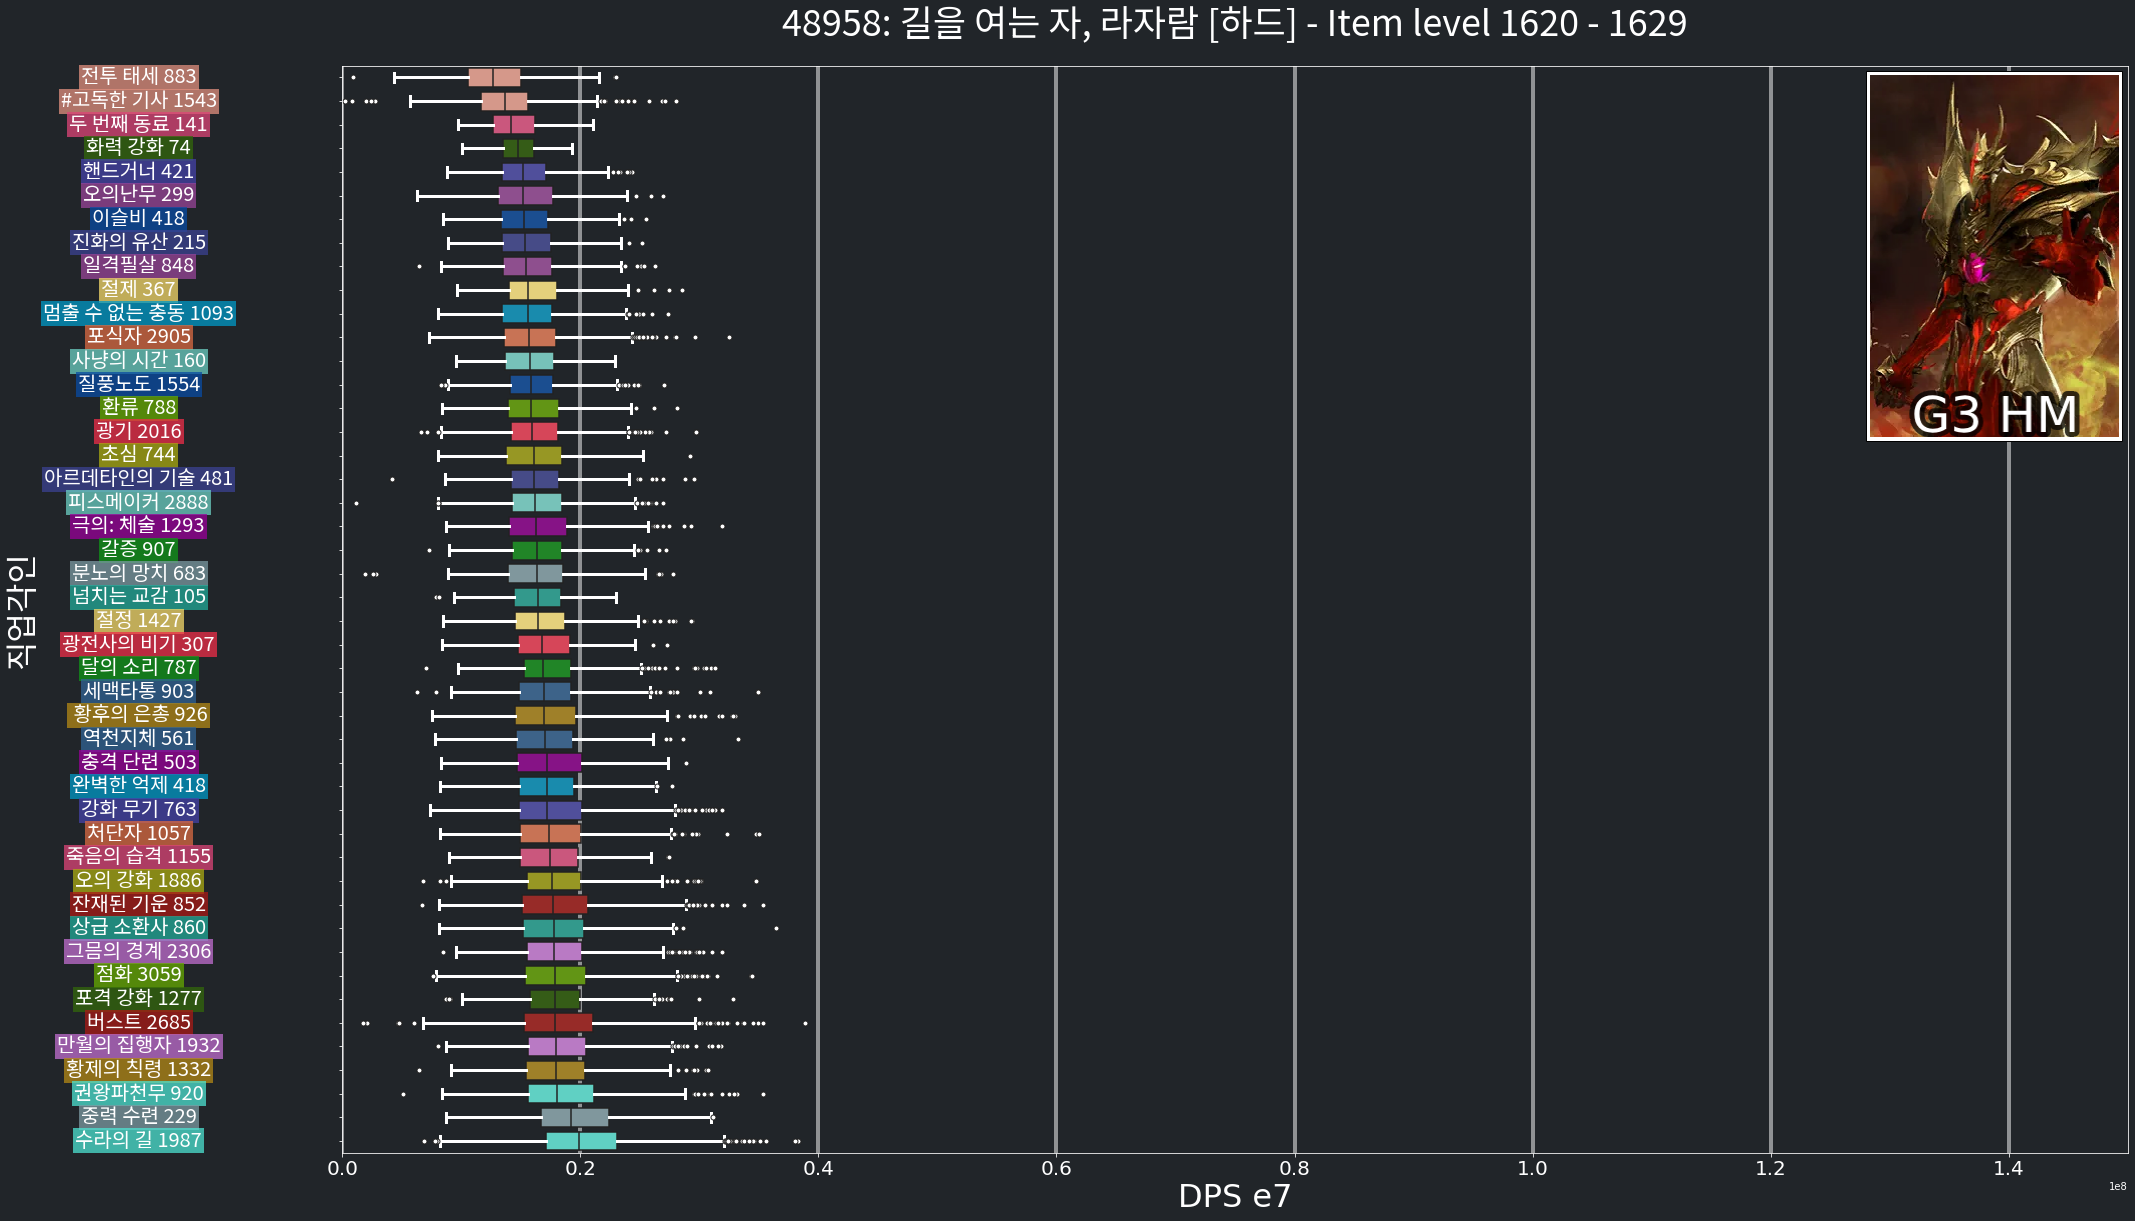 48958: 길을 여는 자, 라자람 [하드] - Item level 1620 - 1629
전투 태세 883
#고독한 기사 1543
두 번째 동료 141
화력 강화 74
핸드거너 421
오의난무 299
이슬비 418
진화의 유산 215
일격필살 848
절제 367
멈출 수 없는 충동 1093
포식자 2905
사냥의 시간 160
질풍노도 1554
환류 788
광기 2016
초심 744
아르데타인의 기술 481
피스메이커 2888
극의: 체술 1293
갈증 907
분노의 망치 683
넘치는 교감 105
절정 1427
광전사의 비기 307
달의 소리 787
세맥타통 903
황후의 은총 926
역천지체 561
충격 단련 503
완벽한 억제 418
강화 무기 763
처단자 1057
죽음의 습격 1155
오의 강화 1886
잔재된 기운 852
상급 소환사 860
그믐의 경계 2306
점화 3059
포격 강화 1277
버스트 2685
만월의 집행자 1932
황제의 칙령 1332
권왕파천무 920
중력 수련 229
수라의 길 1987
직업각인
G3 HM
0.0 0.2 0.4 0.6 0.8 1.0 1.2 1.4
1e8
DPS e7